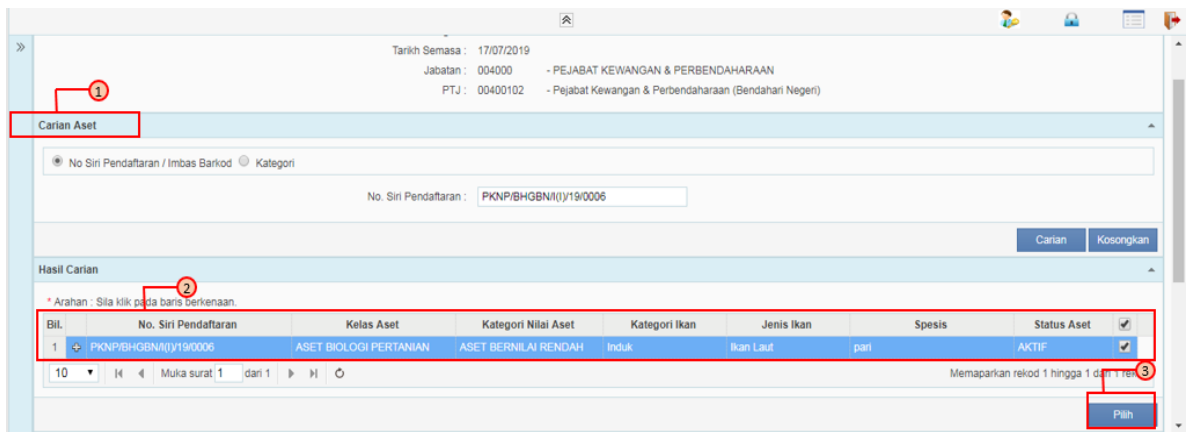 Tarikh Semasa : 17/07/2019
Jabatan : 004000 - PEJABAT KEWANGAN & PERBENDAHARAAN
PTJ : 00400102 - Pejabat Kewangan & Perbendaharaan (Bendahari Negeri)
1
Carian Aset
No Siri Pendaftaran / Imbas Barkod Kategori
No. Siri Pendaftaran : PKNP/BHGBN/I(I)/19/0006
Carian Kosongkan
Hasil Carian
2
* Arahan : Sila klik pada baris berkenaan.
Bil. No. Siri Pendaftaran Kelas Aset Kategori Nilai Aset Kategori Ikan Jenis Ikan Spesis Status Aset
1 PKNP/BHGBN/I(I)/19/0006 ASET BIOLOGI PERTANIAN ASET BERNILAI RENDAH Induk Ikan Laut pari AKTIF
10 Muka surat 1 dari 1 Memaparkan rekod 1 hingga 1 dari 1
3
Pilih